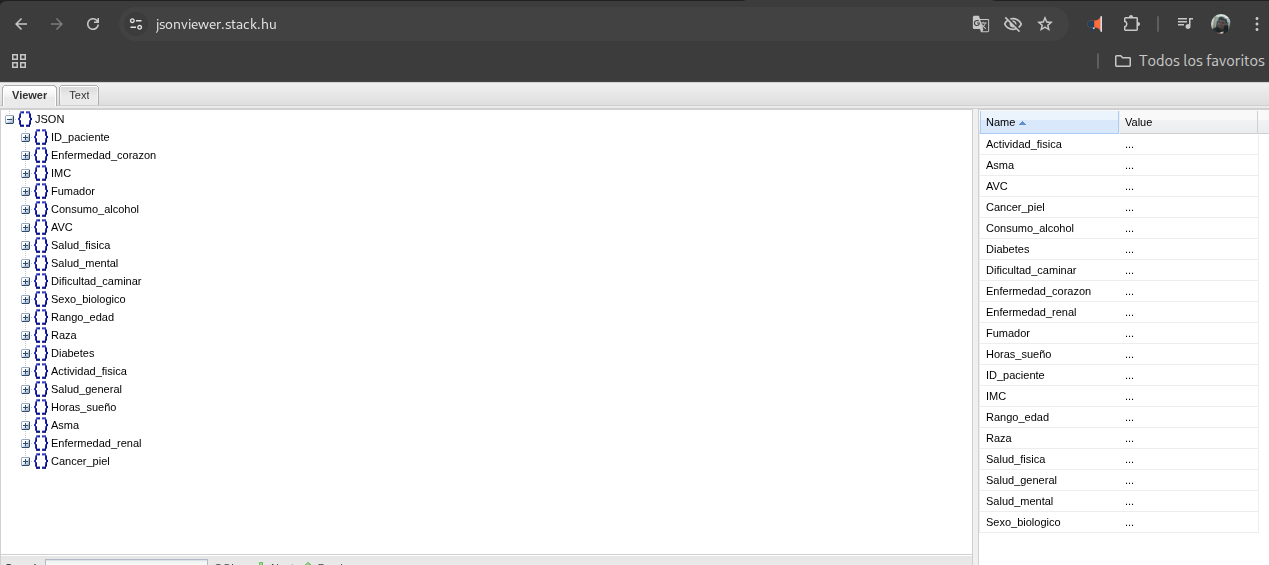 jsonviewer.stack.hu
Todos los favoritos
Viewer Text
JSON
ID_paciente
Enfermedad_corazon
IMC
Fumador
Consumo_alcohol
AVC
Salud_fisica
Salud_mental
Dificultad_caminar
Sexo_biologico
Rango_edad
Raza
Diabetes
Actividad_fisica
Salud_general
Horas_sueño
Asma
Enfermedad_renal
Cancer_piel
Name Value
Actividad_fisica ...
Asma ...
AVC ...
Cancer_piel ...
Consumo_alcohol ...
Diabetes ...
Dificultad_caminar ...
Enfermedad_corazon ...
Enfermedad_renal ...
Fumador ...
Horas_sueño ...
ID_paciente ...
IMC ...
Rango_edad ...
Raza ...
Salud_fisica ...
Salud_general ...
Salud_mental ...
Sexo_biologico ...